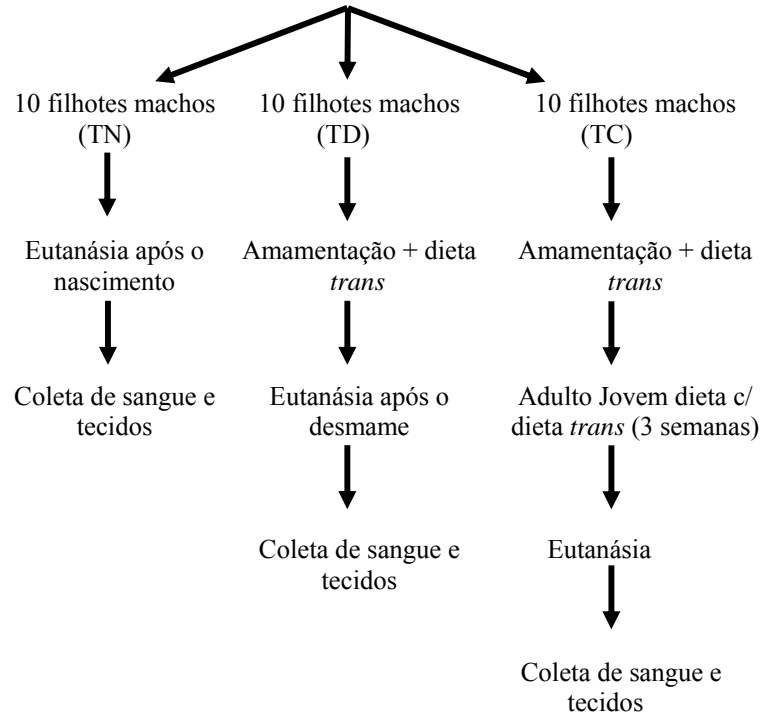 10 filhotes machos
(TN)
10 filhotes machos
(TD)
10 filhotes machos
(TC)
Eutanásia após o
nascimento
Amamentação + dieta
trans
Amamentação + dieta
trans
Coleta de sangue e
tecidos
Eutanásia após o
desmame
Adulto Jovem dieta c/
dieta trans (3 semanas)
Coleta de sangue e
tecidos
Eutanásia
Coleta de sangue e
tecidos